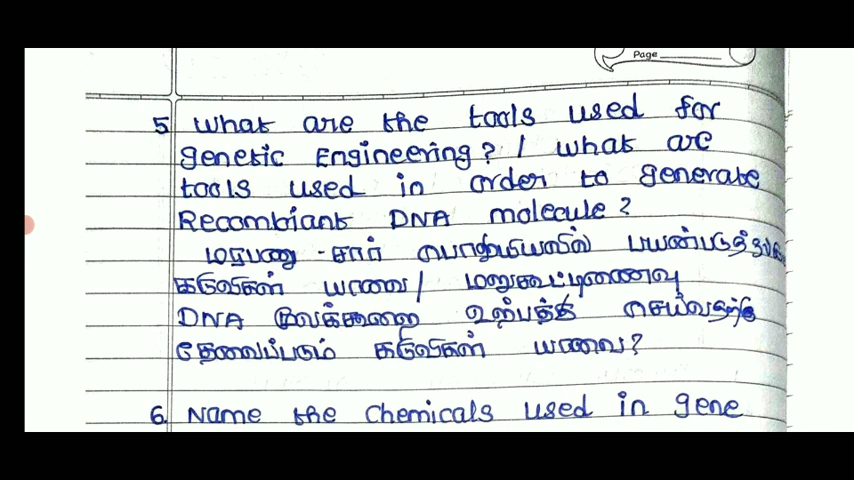 Page
5 What are the tools used for
genetic Engineering? / What are
tools used in order to generate
Recombiant DNA molecule?
மரபணு - சார் பொறியியலில் பயன்படுத்தும்
கருவிகள் யாவை / மறுகூட்டிணைவு
DNA மூலக்கூறை உற்பத்தி செய்வதற்கு
தேவைப்படும் கருவிகள் யாவை?
6. Name the Chemicals used in gene